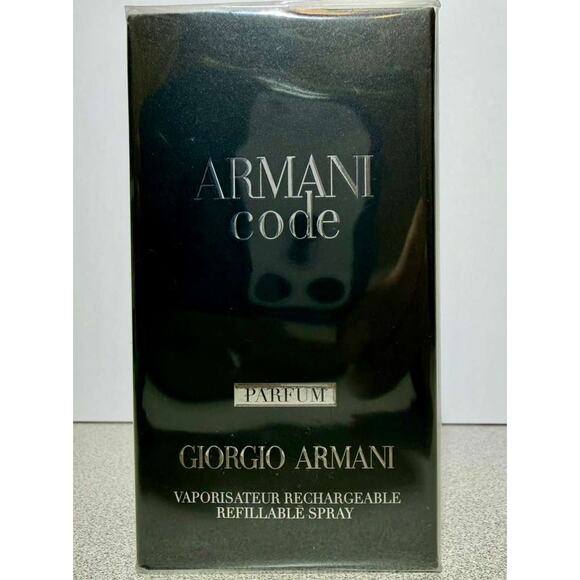 ARMANI
code
PARFUM
GIORGIO ARMANI
VAPORISATEUR RECHARGEABLE
REFILLABLE SPRAY